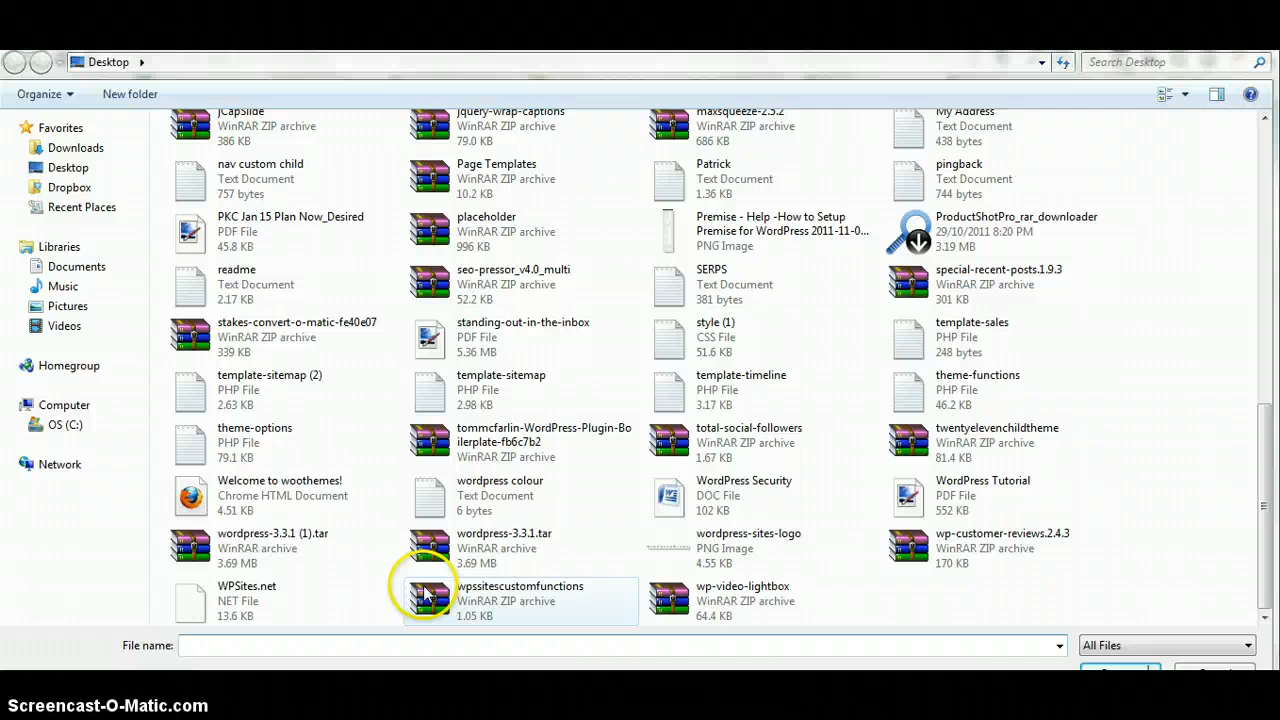 Desktop
Search Desktop
Organize
New folder
Favorites
Downloads
Desktop
Dropbox
Recent Places
Libraries
Documents
Music
Pictures
Videos
Homegroup
Computer
OS (C:)
Network
jCapSlide
WinRAR ZIP archive
386 KB
jquery-wrap-captions
WinRAR ZIP archive
79.0 KB
maxsqueeze-2.3.2
WinRAR ZIP archive
686 KB
My Address
Text Document
438 bytes
nav custom child
Text Document
757 bytes
Page Templates
WinRAR ZIP archive
10.2 KB
Patrick
Text Document
1.36 KB
pingback
Text Document
744 bytes
PKC Jan 15 Plan Now_Desired
PDF File
45.8 KB
placeholder
WinRAR ZIP archive
996 KB
Premise - Help -How to Setup
Premise for WordPress 2011-11-0...
PNG Image
ProductShotPro_rar_downloader
29/10/2011 8:20 PM
3.19 MB
readme
Text Document
2.17 KB
seo-pressor_v4.0_multi
WinRAR ZIP archive
52.2 KB
SERPS
Text Document
381 bytes
special-recent-posts.1.9.3
WinRAR ZIP archive
301 KB
stakes-convert-o-matic-fe40e07
WinRAR ZIP archive
339 KB
standing-out-in-the-inbox
PDF File
5.36 MB
style (1)
CSS File
51.6 KB
template-sales
PHP File
248 bytes
template-sitemap (2)
PHP File
2.63 KB
template-sitemap
PHP File
2.98 KB
template-timeline
PHP File
3.17 KB
theme-functions
PHP File
46.2 KB
theme-options
PHP File
79.1 KB
tommcfarlin-WordPress-Plugin-Bo
ilerplate-fb6c7b2
WinRAR ZIP archive
total-social-followers
WinRAR ZIP archive
1.67 KB
twentyelevenchildtheme
WinRAR ZIP archive
81.4 KB
Welcome to woothemes!
Chrome HTML Document
4.51 KB
wordpress colour
Text Document
6 bytes
WordPress Security
DOC File
102 KB
WordPress Tutorial
PDF File
552 KB
wordpress-3.3.1 (1).tar
WinRAR archive
3.69 MB
wordpress-3.3.1.tar
WinRAR archive
3.69 MB
wordpress-sites-logo
PNG Image
4.55 KB
wp-customer-reviews.2.4.3
WinRAR ZIP archive
170 KB
WPSites.net
NET File
13.6 KB
wpssitescustomfunctions
WinRAR ZIP archive
1.05 KB
wp-video-lightbox
WinRAR ZIP archive
64.4 KB
File name:
All Files
Screencast-O-Matic.com